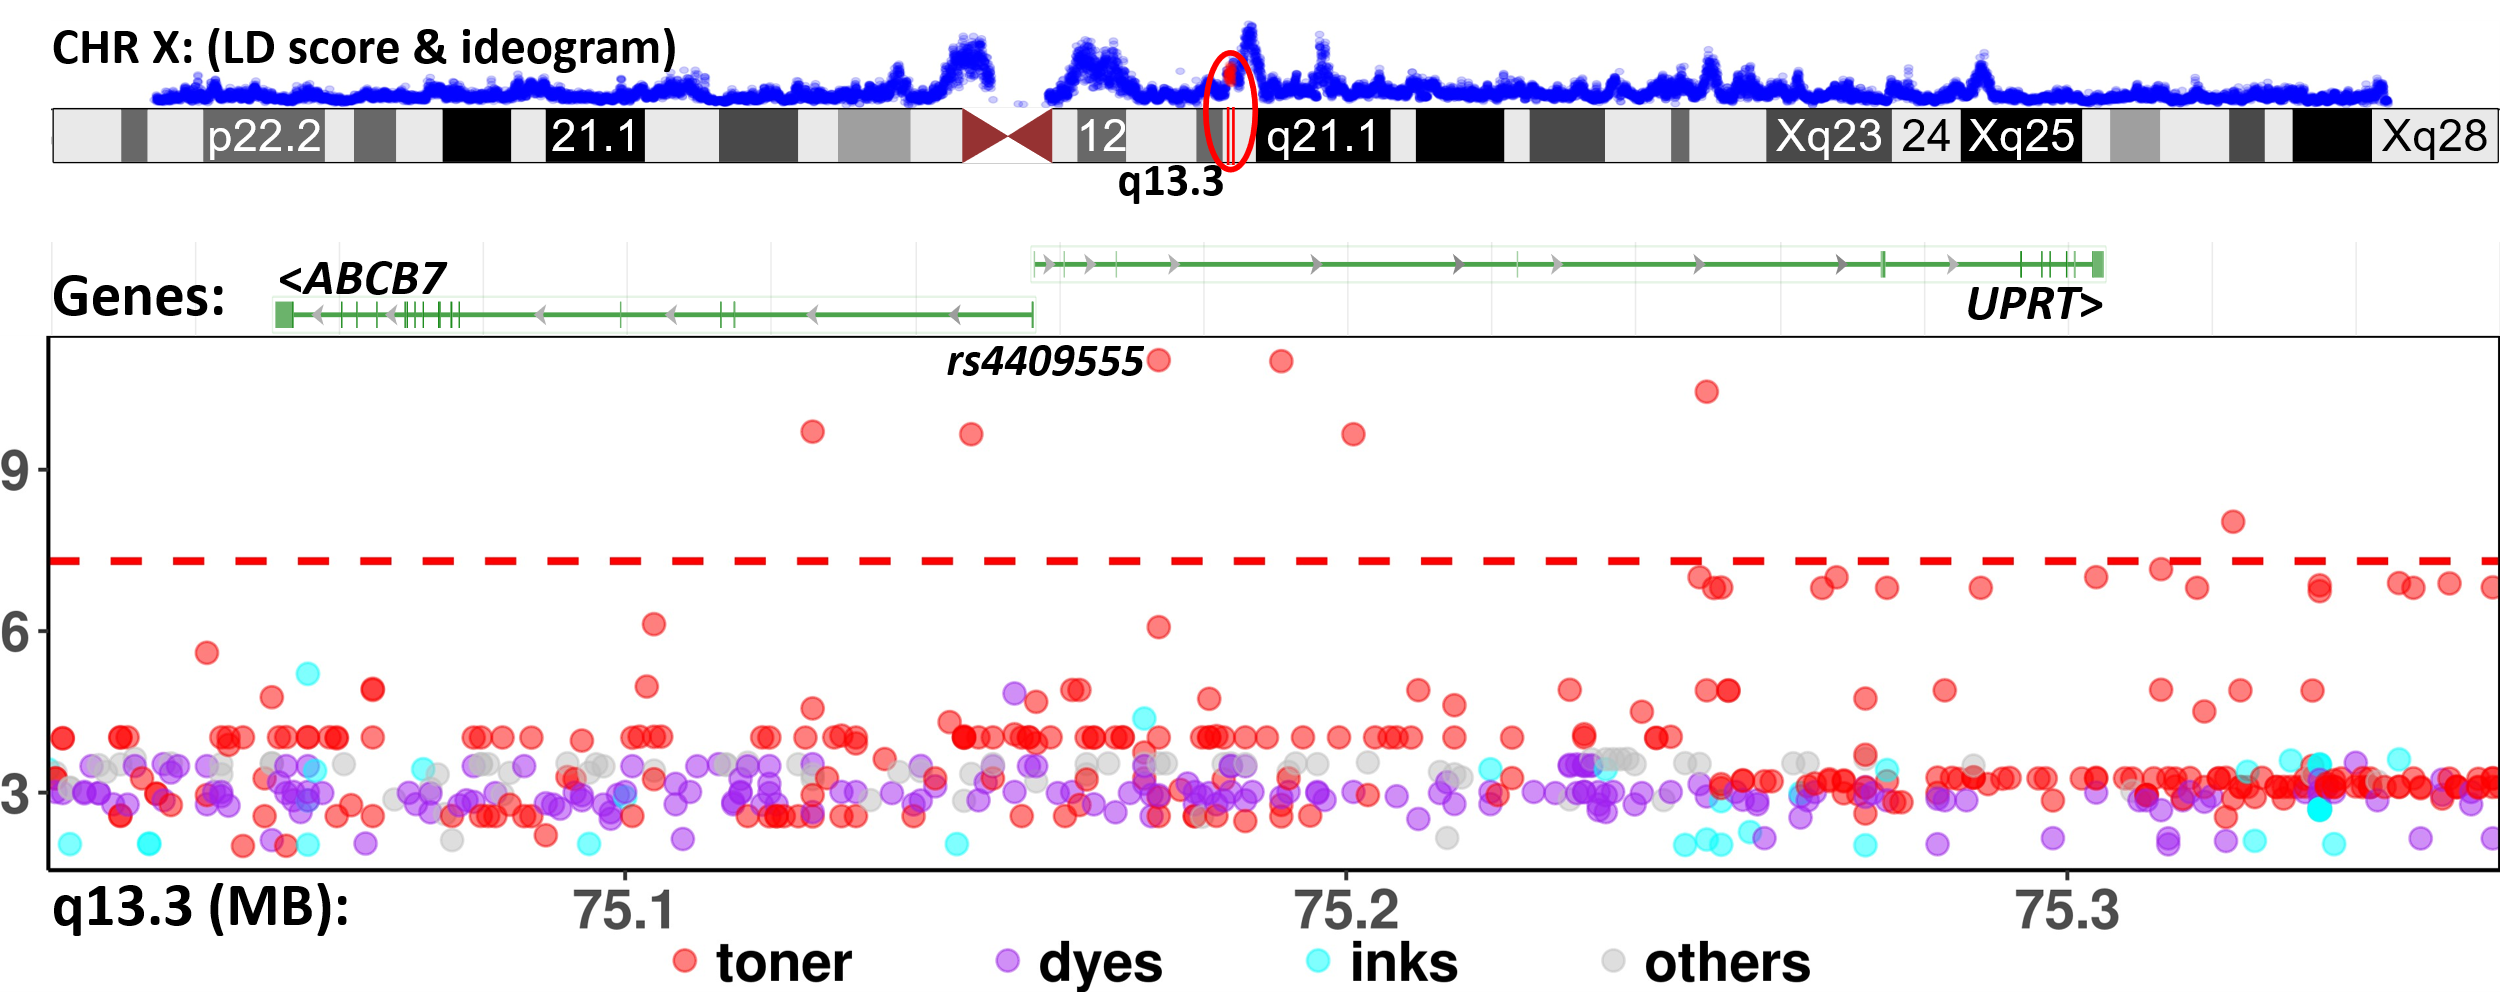 CHR X: (LD score & ideogram)
p22.2 21.1 12 q21.1 Xq23 24 Xq25 Xq28
q13.3
<ABCB7
Genes:
UPRT>
rs4409555
9
6
3
75.1 75.2 75.3
q13.3 (MB):
toner dyes inks others